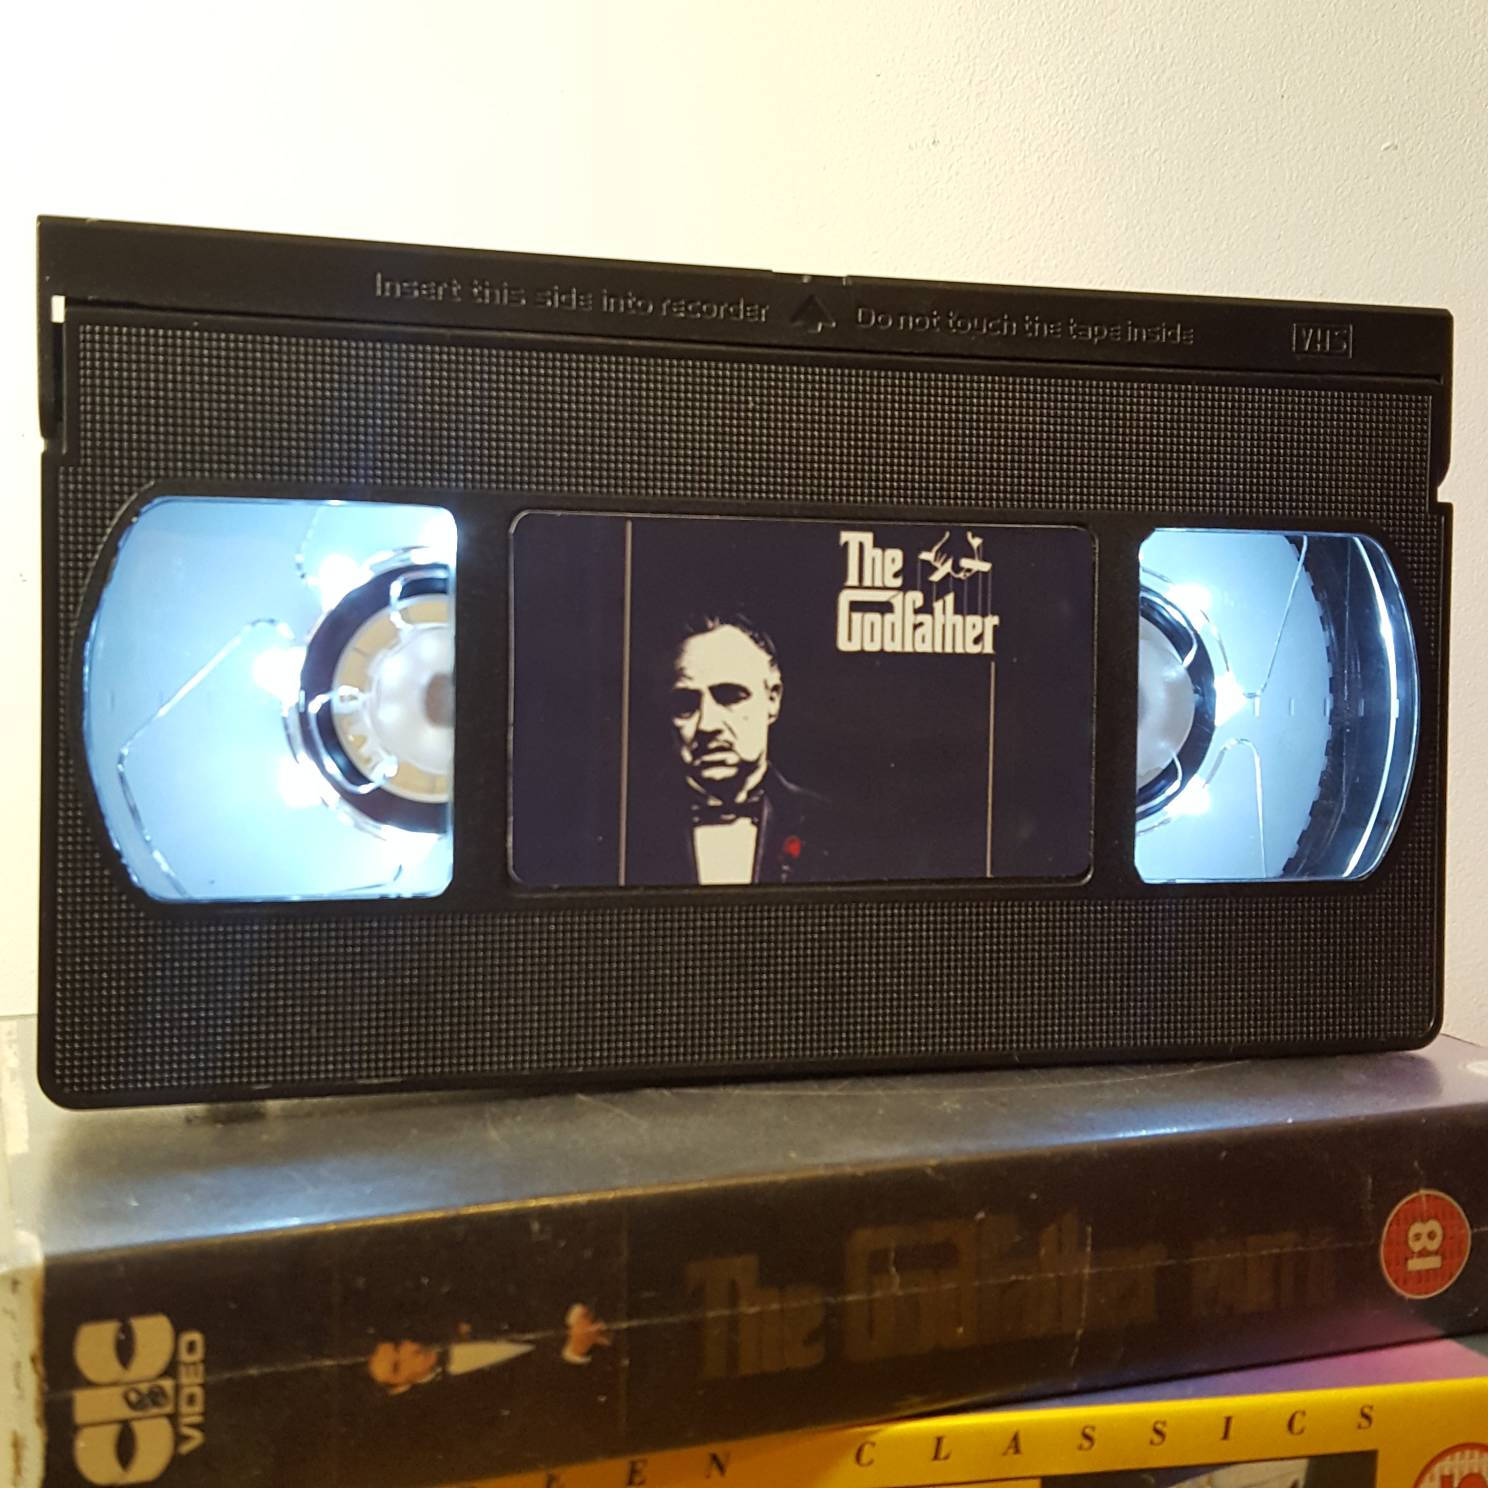 Insert this side into recorder Do not touch the tape inside VHS
The
Godfather
The Godfather PART II 18
CIC
VIDEO
CLASSICS